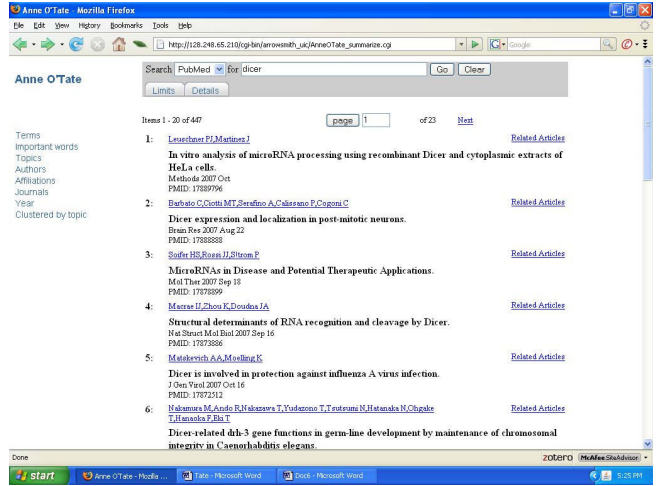 Anne O'Tate - Mozilla Firefox
File Edit View History Bookmarks Tools Help
http://128.248.65.210/cgi-bin/arrowsmith_uic/AnneOTate_summarize.cgi
G Google
Anne O'Tate
Search PubMed for dicer Go Clear
Limits Details
Items 1 - 20 of 447 page 1 of 23 Next
Terms
Important words
Topics
Authors
Affiliations
Journals
Year
Clustered by topic
1: Leuschner PJ,Martinez J Related Articles
In vitro analysis of microRNA processing using recombinant Dicer and cytoplasmic extracts of
HeLa cells.
Methods 2007 Oct
PMID: 17889796
2: Barbato C,Ciotti MT,Serafino A,Calissano P,Cogoni C Related Articles
Dicer expression and localization in post-mitotic neurons.
Brain Res 2007 Aug 22
PMID: 17888888
3: Soifer HS,Rossi JJ,S!trom P Related Articles
MicroRNAs in Disease and Potential Therapeutic Applications.
Mol Ther 2007 Sep 18
PMID: 17878899
4: Macrae IJ,Zhou K,Doudna JA Related Articles
Structural determinants of RNA recognition and cleavage by Dicer.
Nat Struct Mol Biol 2007 Sep 16
PMID: 17873886
5: Matskevich AA,Moelling K Related Articles
Dicer is involved in protection against influenza A virus infection.
J Gen Virol 2007 Oct 16
PMID: 17872512
6: Nakamura M,Ando R,Nakazawa T,Yudazono T,Tsutsumi N,Hatanaka N,Ohgake
T,Hanaoka F,Eki T Related Articles
Dicer-related drh-3 gene functions in germ-line development by maintenance of chromosomal
integrity in Caenorhabditis elegans.
Done zotero McAfee SiteAdvisor
start Anne O'Tate - Mozilla ... Tate - Microsoft Word Doc6 - Microsoft Word 5:25 PM